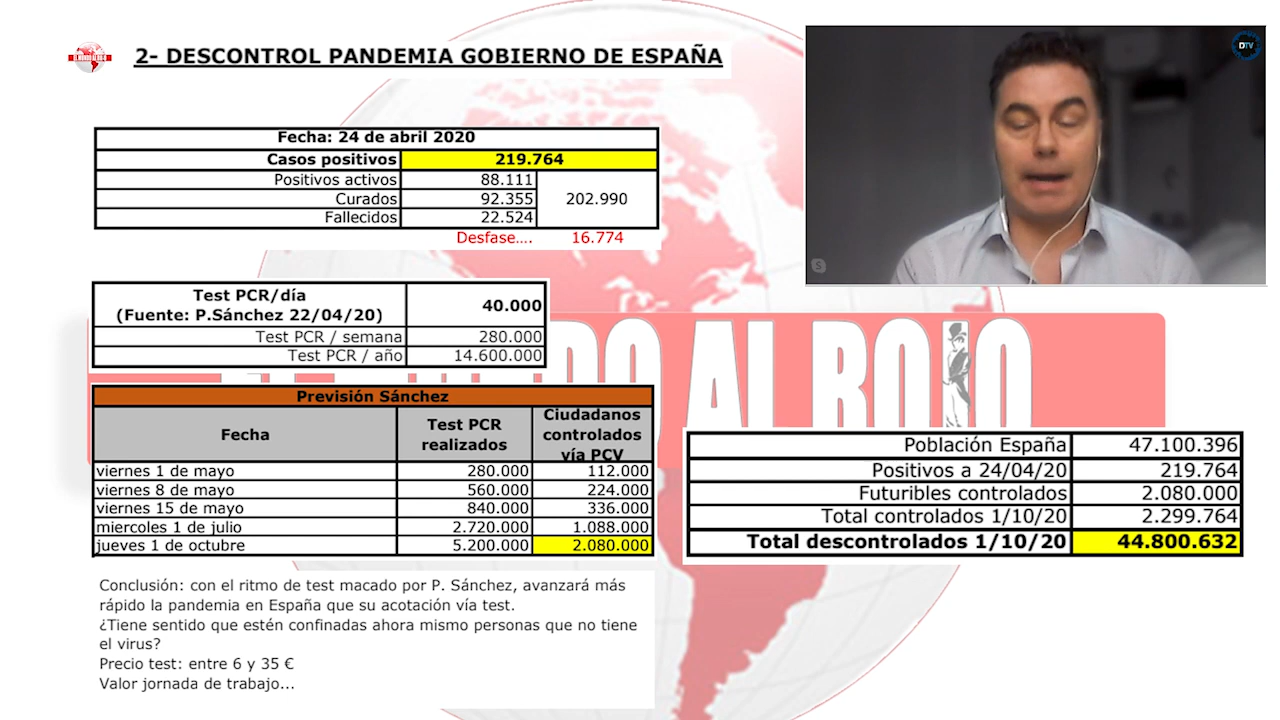 2- DESCONTROL PANDEMIA GOBIERNO DE ESPAÑA
DTV
Fecha: 24 de abril 2020
Casos positivos 219.764
Positivos activos 88.111
Curados 92.355 202.990
Fallecidos 22.524
Desfase.... 16.774
Test PCR/día
(Fuente: P.Sánchez 22/04/20) 40.000
Test PCR / semana 280.000
Test PCR / año 14.600.000
DO AL ROJO
Previsión Sánchez
Fecha Test PCR realizados Ciudadanos controlados vía PCV
viernes 1 de mayo 280.000 112.000
viernes 8 de mayo 560.000 224.000
viernes 15 de mayo 840.000 336.000
miercoles 1 de julio 2.720.000 1.088.000
jueves 1 de octubre 5.200.000 2.080.000
Población España 47.100.396
Positivos a 24/04/20 219.764
Futuribles controlados 2.080.000
Total controlados 1/10/20 2.299.764
Total descontrolados 1/10/20 44.800.632
Conclusión: con el ritmo de test macado por P. Sánchez, avanzará más
rápido la pandemia en España que su acotación vía test.
¿Tiene sentido que estén confinadas ahora mismo personas que no tiene
el virus?
Precio test: entre 6 y 35 €
Valor jornada de trabajo...